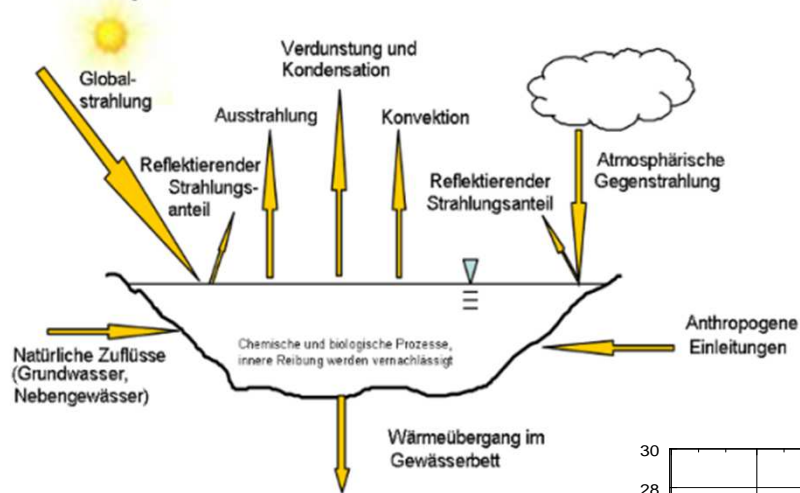 Global-
strahlung
Verdunstung und
Kondensation
Ausstrahlung
Konvektion
Reflektierender
Strahlungs-
anteil
Reflektierender
Strahlungsanteil
Atmosphärische
Gegenstrahlung
Natürliche Zuflüsse
(Grundwasser,
Nebengewässer)
Chemische und biologische Prozesse,
innere Reibung werden vernachlässigt
Anthropogene
Einleitungen
Wärmeübergang im
Gewässerbett
30
28